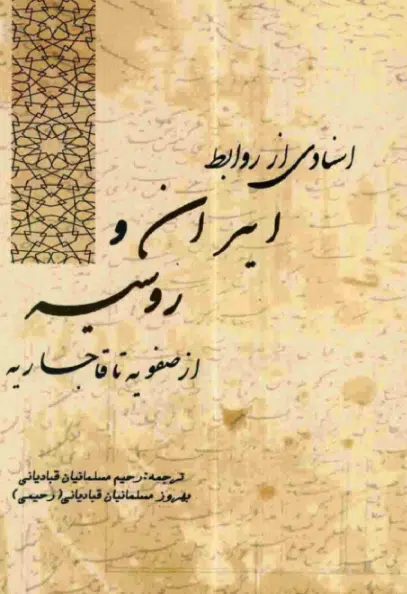 اسنادی از روابط
ایران و
روسیه
از صفویه تا قاجاریه
ترجمه: رحیم مسلمانیان قبادیانی
بهروز مسلمانیان قبادیانی (رحیمی)